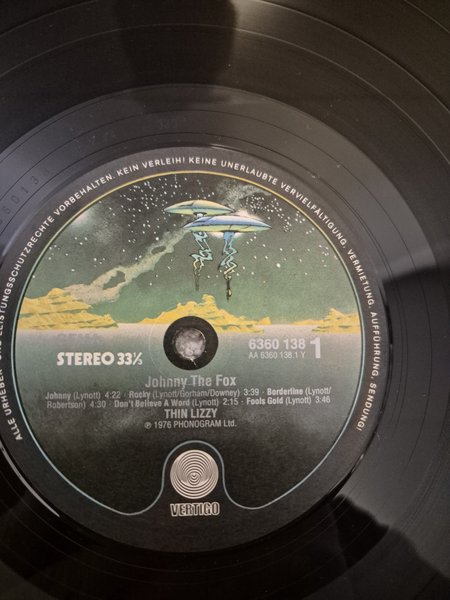 ALLE URHEBER- UND LEISTUNGSSCHUTZRECHTE VORBEHALTEN. KEIN VERLEIH! KEINE UNERLAUBTE VERVIELFÄLTIGUNG, VERMIETUNG, AUFFÜHRUNG, SENDUNG!
STEREO 33⅓
6360 138 1
AA 6360 138.1 Y
Johnny The Fox
Johnny (Lynott) 4:22 · Rocky (Lynott/Gorham/Downey) 3:39 · Borderline (Lynott/
Robertson) 4:30 · Don't Believe A Word (Lynott) 2:15 · Fools Gold (Lynott) 3:46
THIN LIZZY
℗ 1976 PHONOGRAM Ltd.
VERTIGO